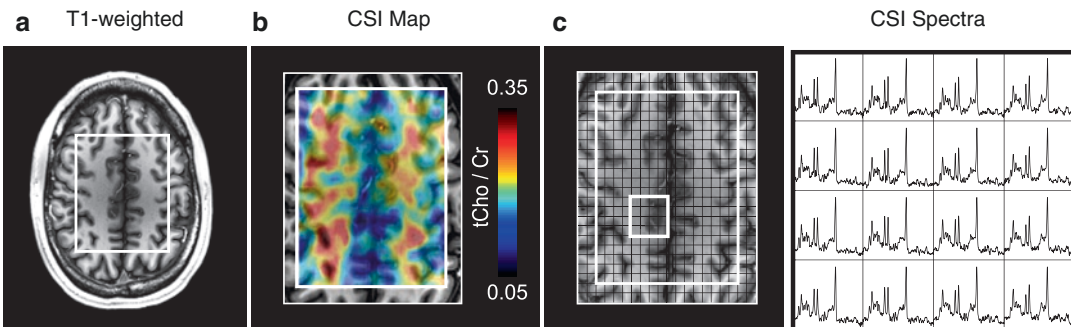 a T1-weighted
b CSI Map
0.35
tCho / Cr
0.05
c CSI Spectra